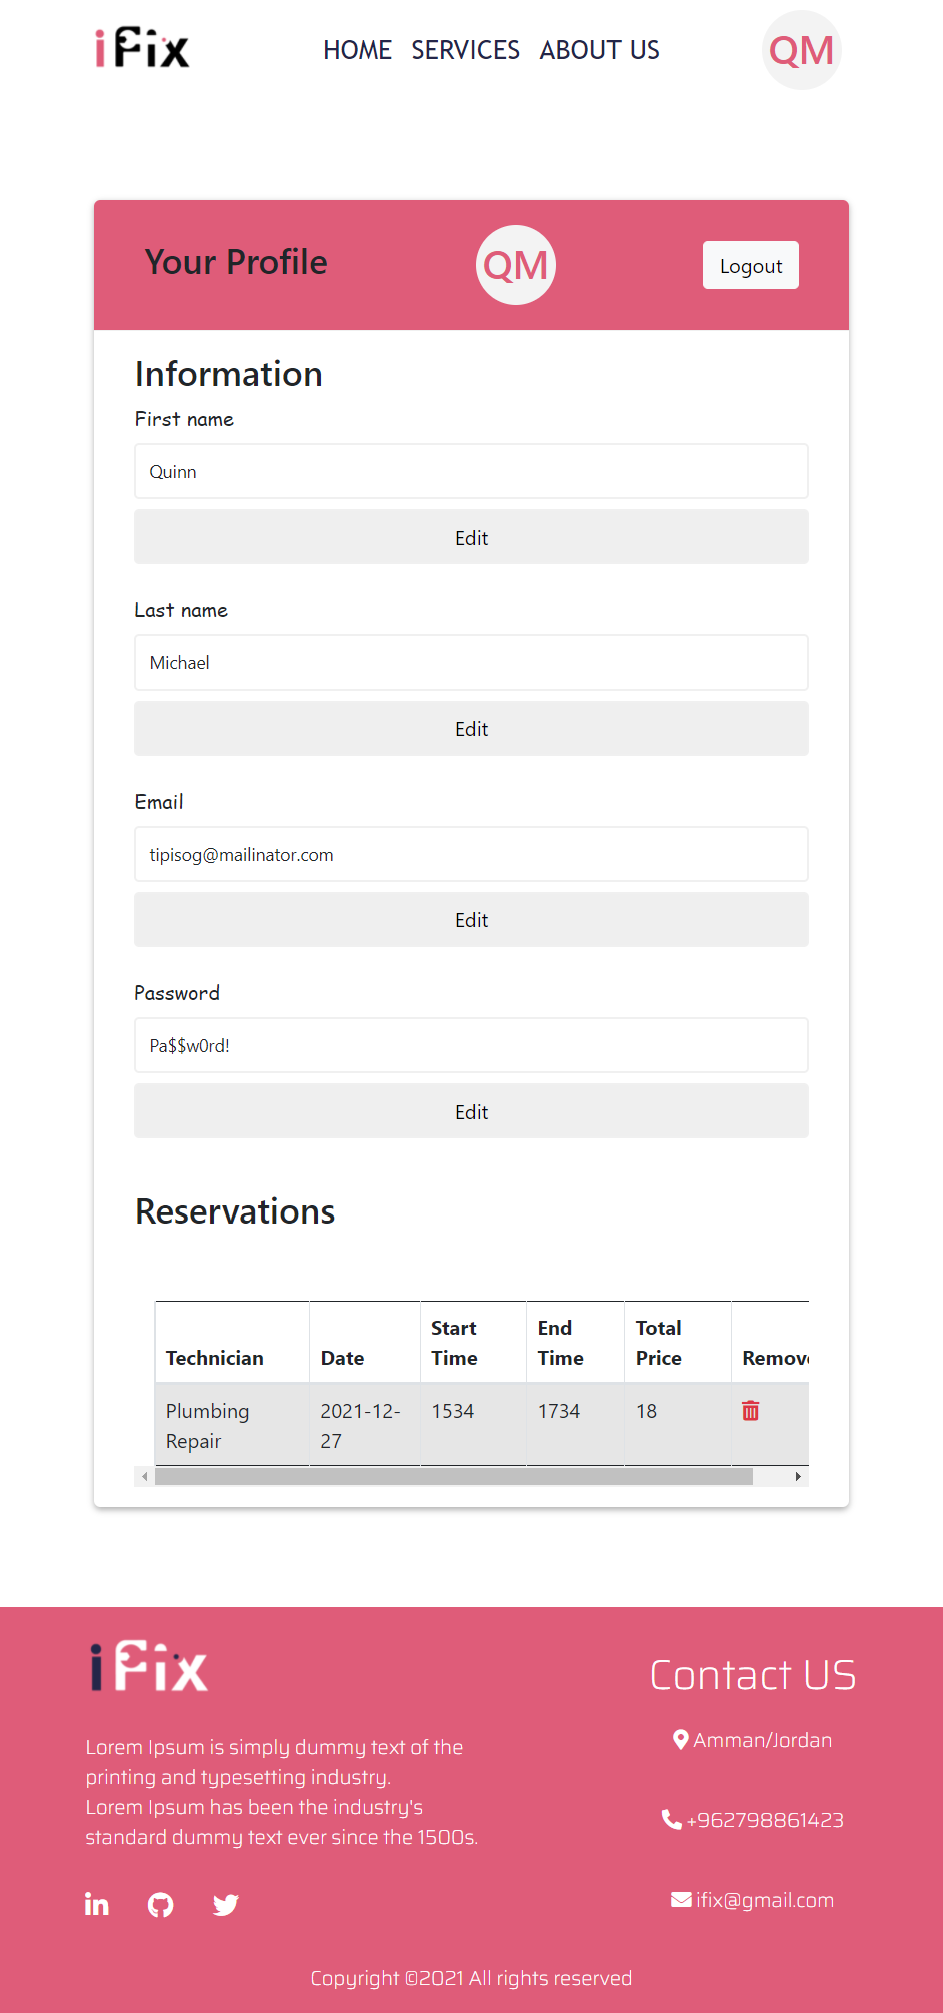 iFix
HOME SERVICES ABOUT US
QM
Your Profile
QM
Logout
Information
First name
Quinn
Edit
Last name
Michael
Edit
Email
tipisog@mailinator.com
Edit
Password
Pa$$w0rd!
Edit
Reservations
Technician Date Start Time End Time Total Price Remove
Plumbing Repair 2021-12-27 1534 1734 18
iFix
Lorem Ipsum is simply dummy text of the
printing and typesetting industry.
Lorem Ipsum has been the industry's
standard dummy text ever since the 1500s.
Contact US
Amman/Jordan
+962798861423
ifix@gmail.com
Copyright ©2021 All rights reserved